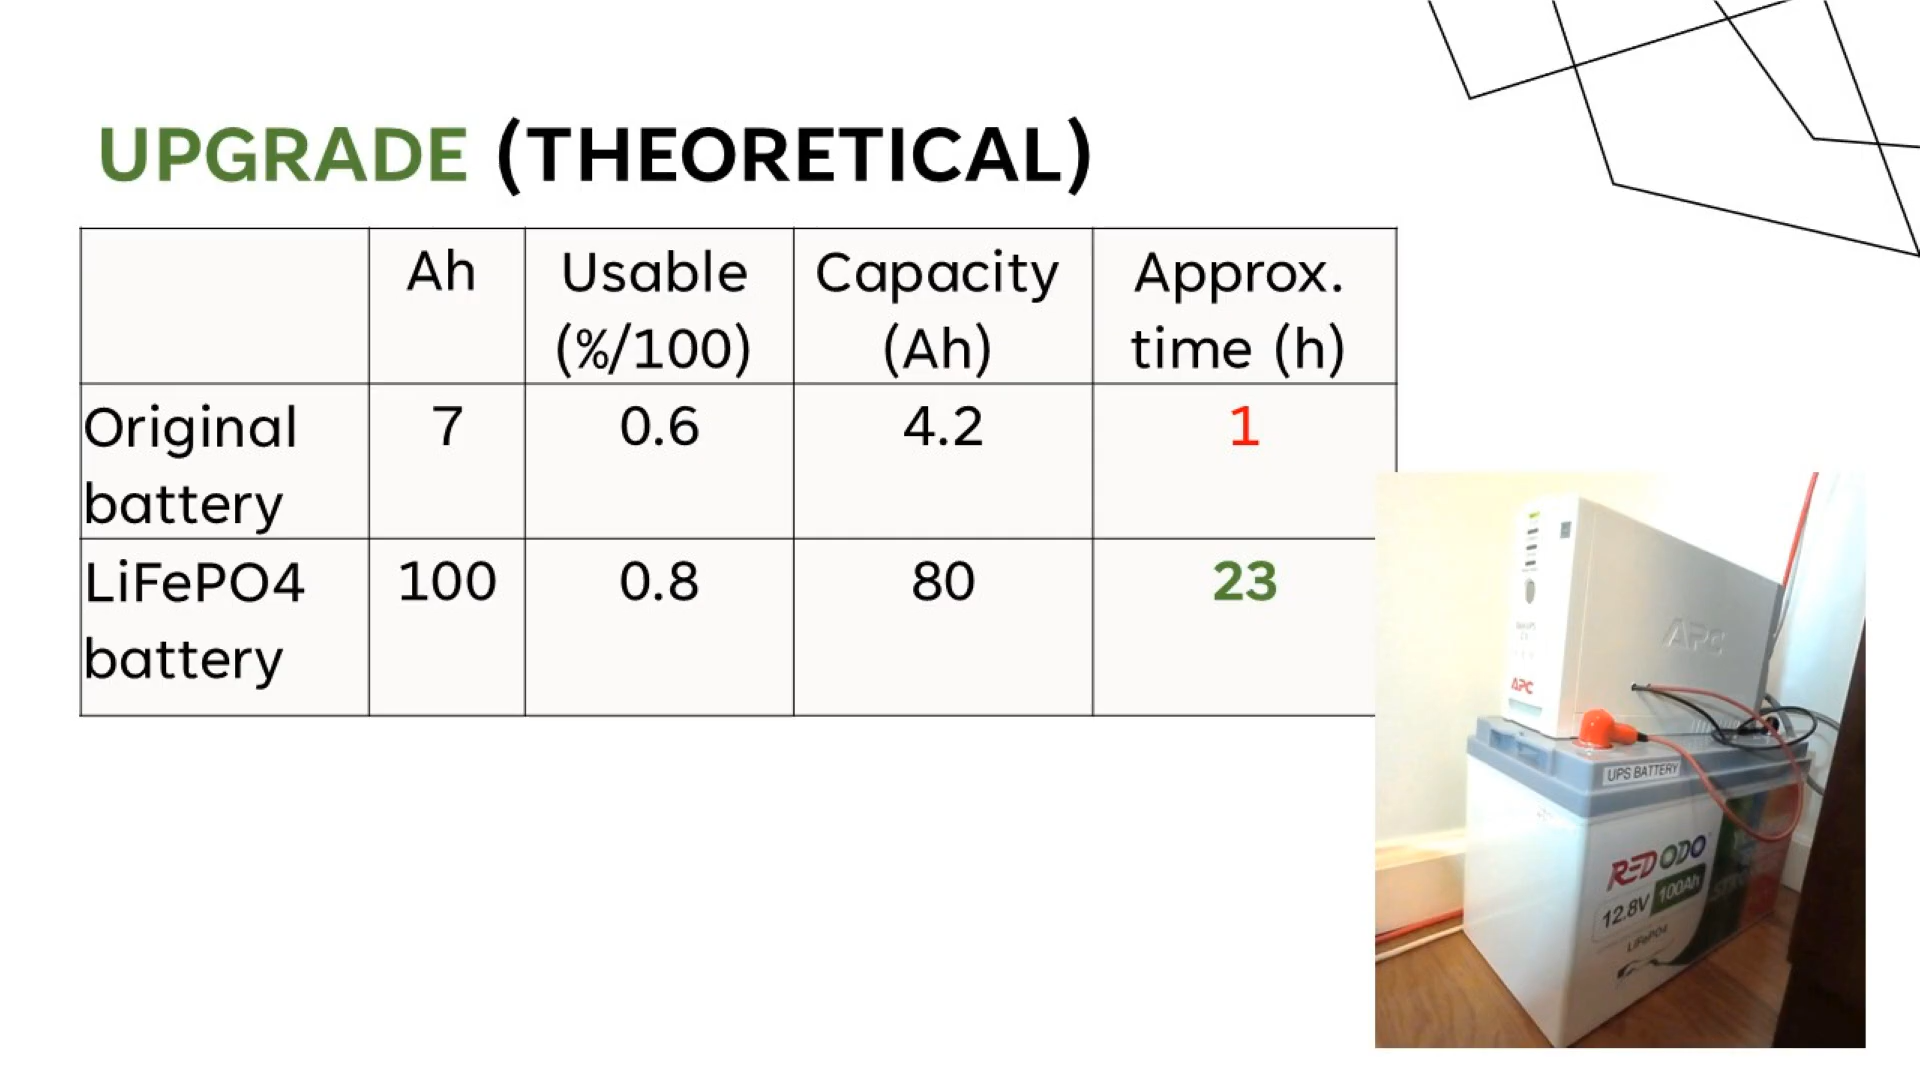 UPGRADE (THEORETICAL)
Ah
Usable
(%/100)
Capacity
(Ah)
Approx.
time (h)
Original
battery
7
0.6
4.2
1
LiFePO4
battery
100
0.8
80
23
APC
APC
UPS BATTERY
REDODO
12.8V 100Ah
LiFePO4